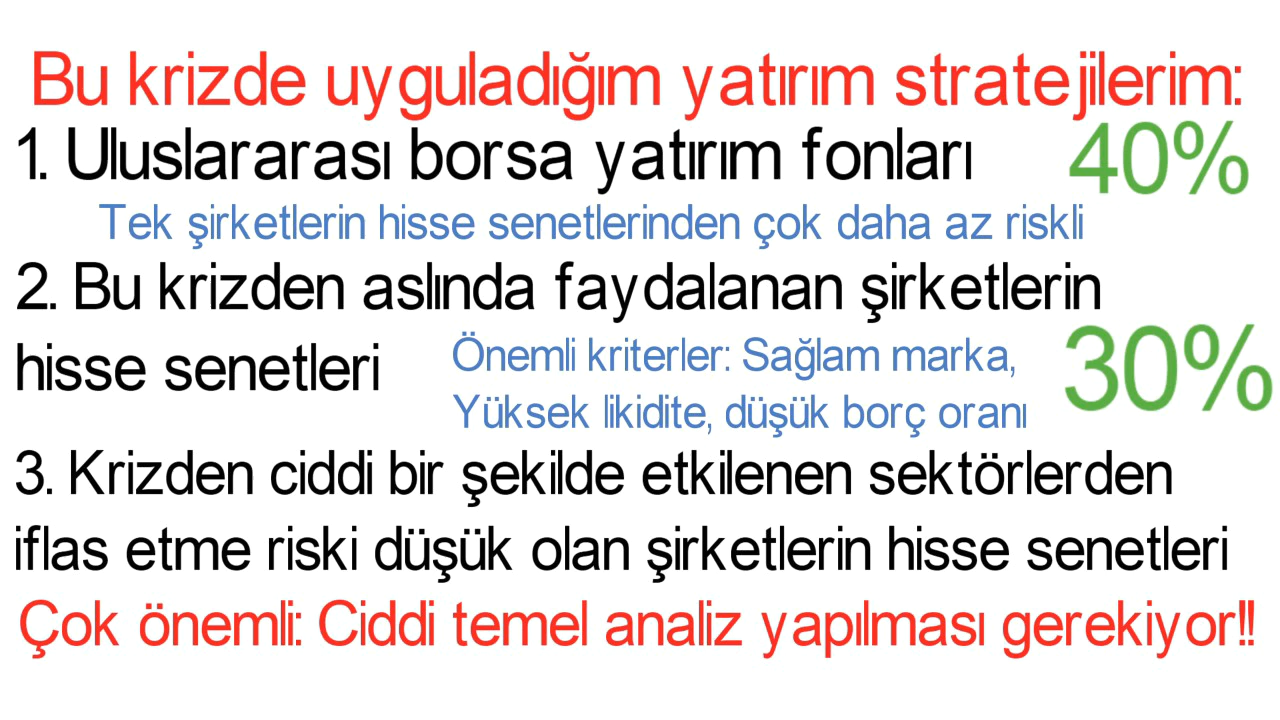 Bu krizde uyguladığım yatırım stratejilerim:
1. Uluslararası borsa yatırım fonları 40%
Tek şirketlerin hisse senetlerinden çok daha az riskli
2. Bu krizden aslında faydalanan şirketlerin
hisse senetleri
Önemli kriterler: Sağlam marka,
Yüksek likidite, düşük borç oranı
30%
3. Krizden ciddi bir şekilde etkilenen sektörlerden
iflas etme riski düşük olan şirketlerin hisse senetleri
Çok önemli: Ciddi temel analiz yapılması gerekiyor!!